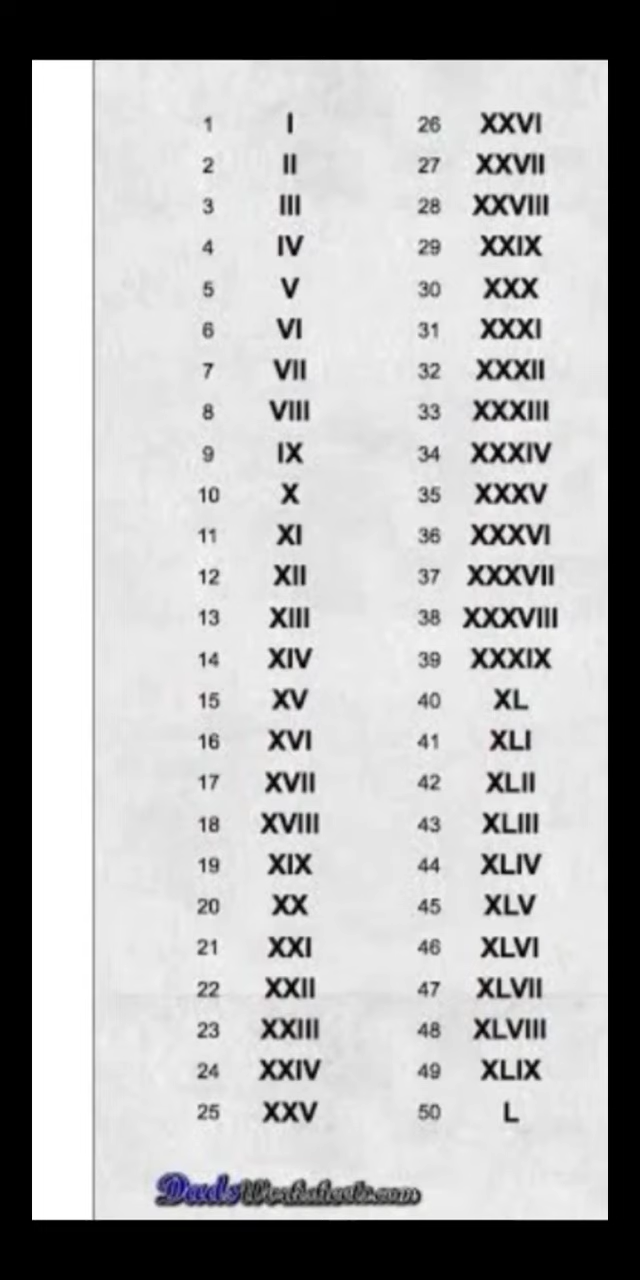 1 I 26 XXVI
2 II 27 XXVII
3 III 28 XXVIII
4 IV 29 XXIX
5 V 30 XXX
6 VI 31 XXXI
7 VII 32 XXXII
8 VIII 33 XXXIII
9 IX 34 XXXIV
10 X 35 XXXV
11 XI 36 XXXVI
12 XII 37 XXXVII
13 XIII 38 XXXVIII
14 XIV 39 XXXIX
15 XV 40 XL
16 XVI 41 XLI
17 XVII 42 XLII
18 XVIII 43 XLIII
19 XIX 44 XLIV
20 XX 45 XLV
21 XXI 46 XLVI
22 XXII 47 XLVII
23 XXIII 48 XLVIII
24 XXIV 49 XLIX
25 XXV 50 L
DadsWorksheets.com